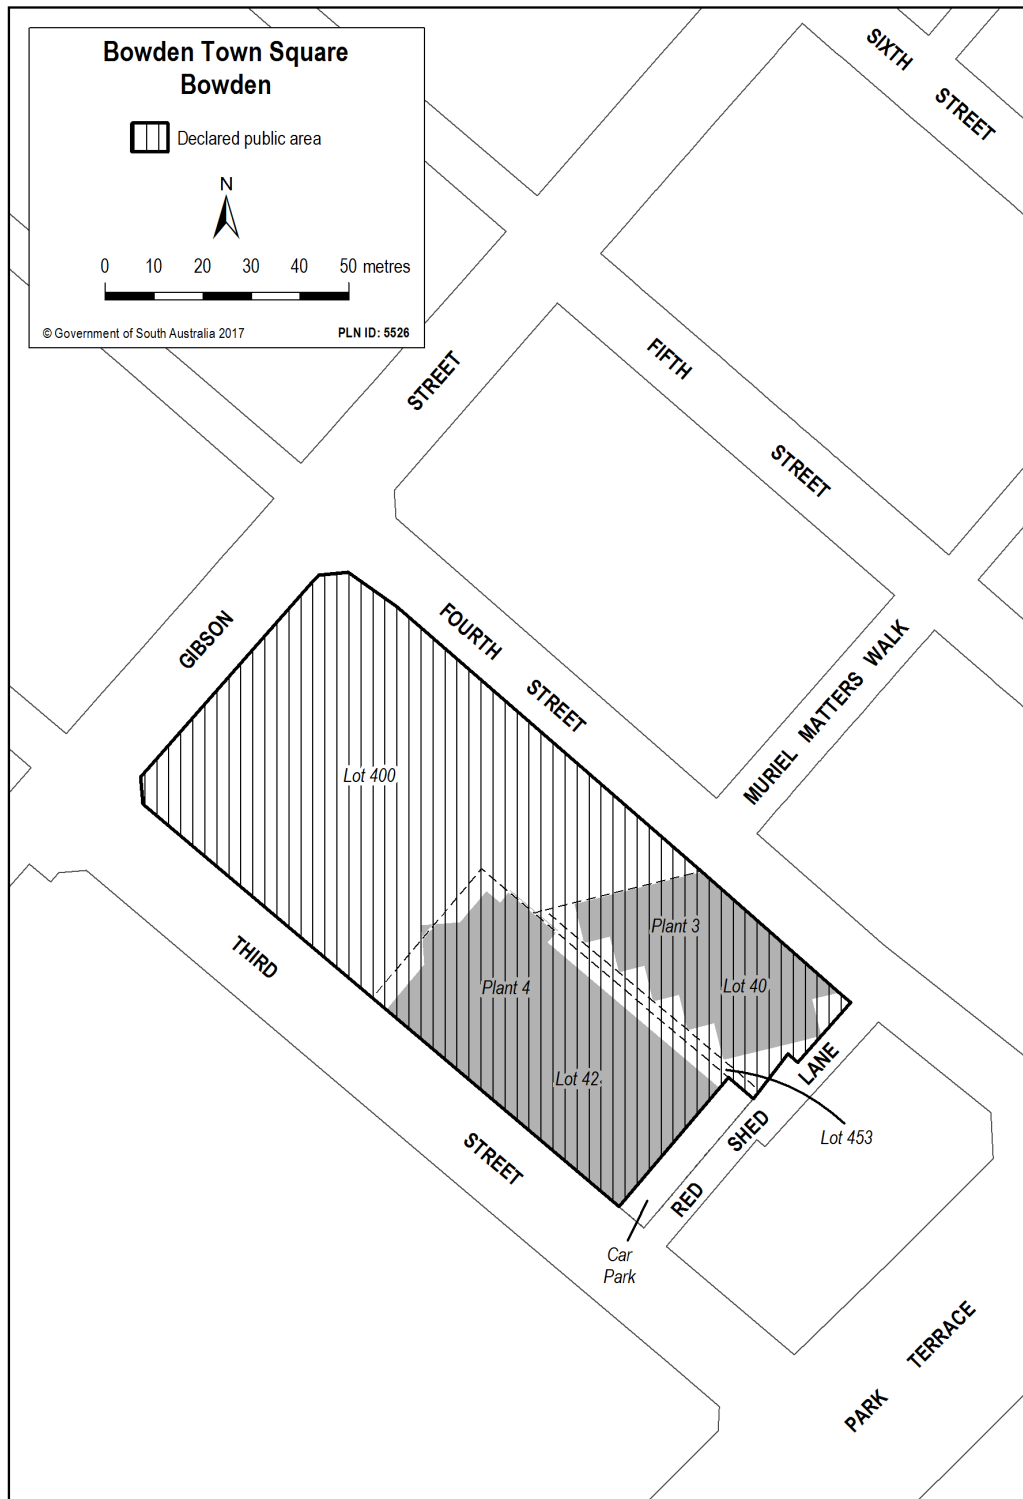 Bowden Town Square
Bowden
Declared public area
N
0 10 20 30 40 50 metres
© Government of South Australia 2017 PLN ID: 5526
SIXTH
STREET
STREET
FIFTH
STREET
GIBSON
FOURTH
STREET
MURIEL MATTERS WALK
Lot 400
Plant 3
Plant 4
Lot 40
THIRD
Lot 42
LANE
SHED
Lot 453
STREET
RED
Car
Park
TERRACE
PARK